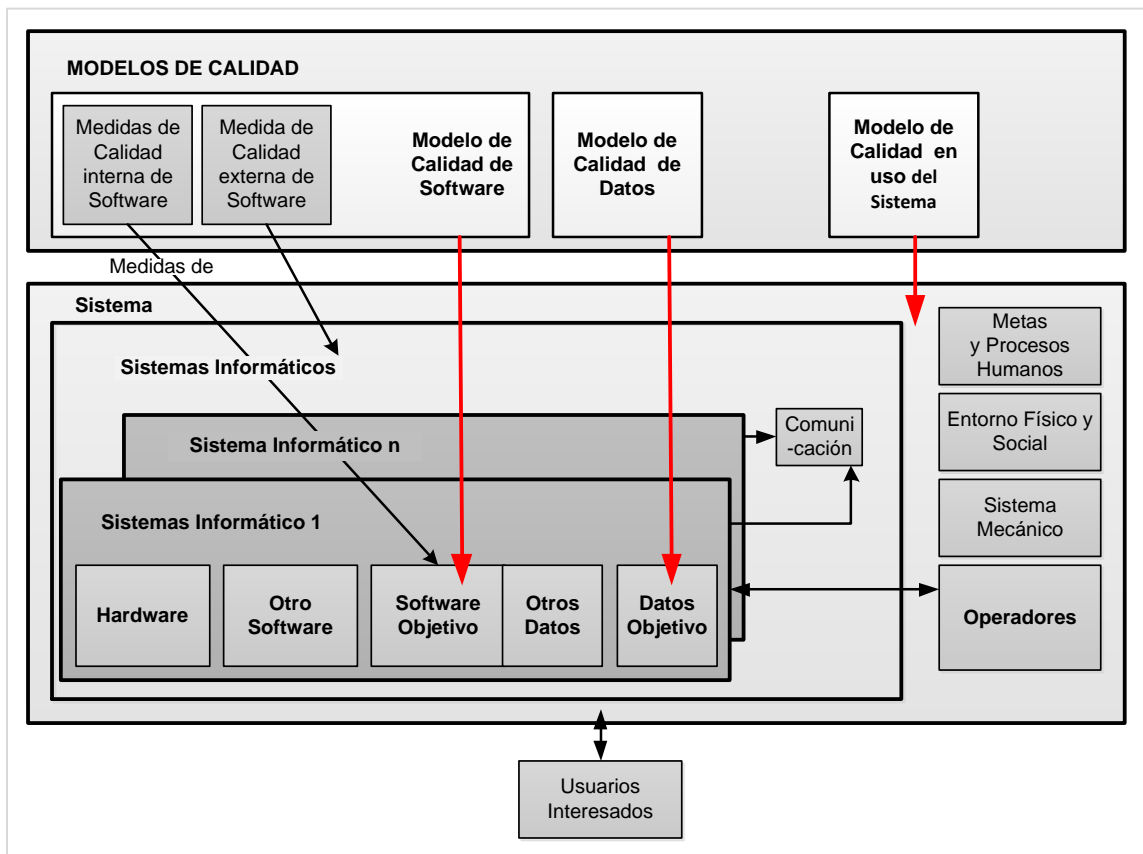 MODELOS DE CALIDAD
Medidas de
Calidad
interna de
Software
Medida de
Calidad
externa de
Software
Modelo de
Calidad de
Software
Modelo de
Calidad de
Datos
Modelo de
Calidad en
uso del
Sistema
Medidas de
Sistema
Sistemas Informáticos
Sistema Informático n
Sistemas Informático 1
Hardware
Otro
Software
Software
Objetivo
Otros
Datos
Datos
Objetivo
Comuni
-cación
Metas
y Procesos
Humanos
Entorno Físico y
Social
Sistema
Mecánico
Operadores
Usuarios
Interesados